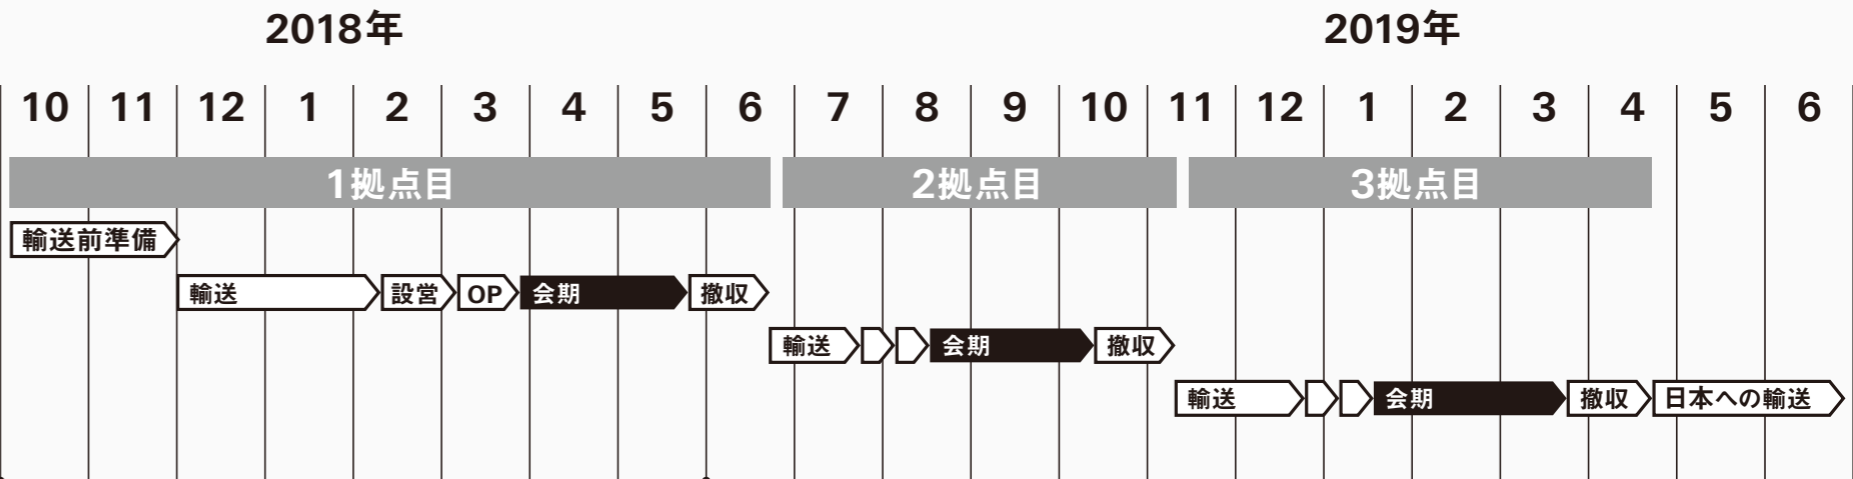 2018年 2019年
10 11 12 1 2 3 4 5 6 7 8 9 10 11 12 1 2 3 4 5 6
1拠点目 2拠点目 3拠点目
輸送前準備
輸送 設営 OP 会期 撤収
輸送 会期 撤収
輸送 会期 撤収 日本への輸送